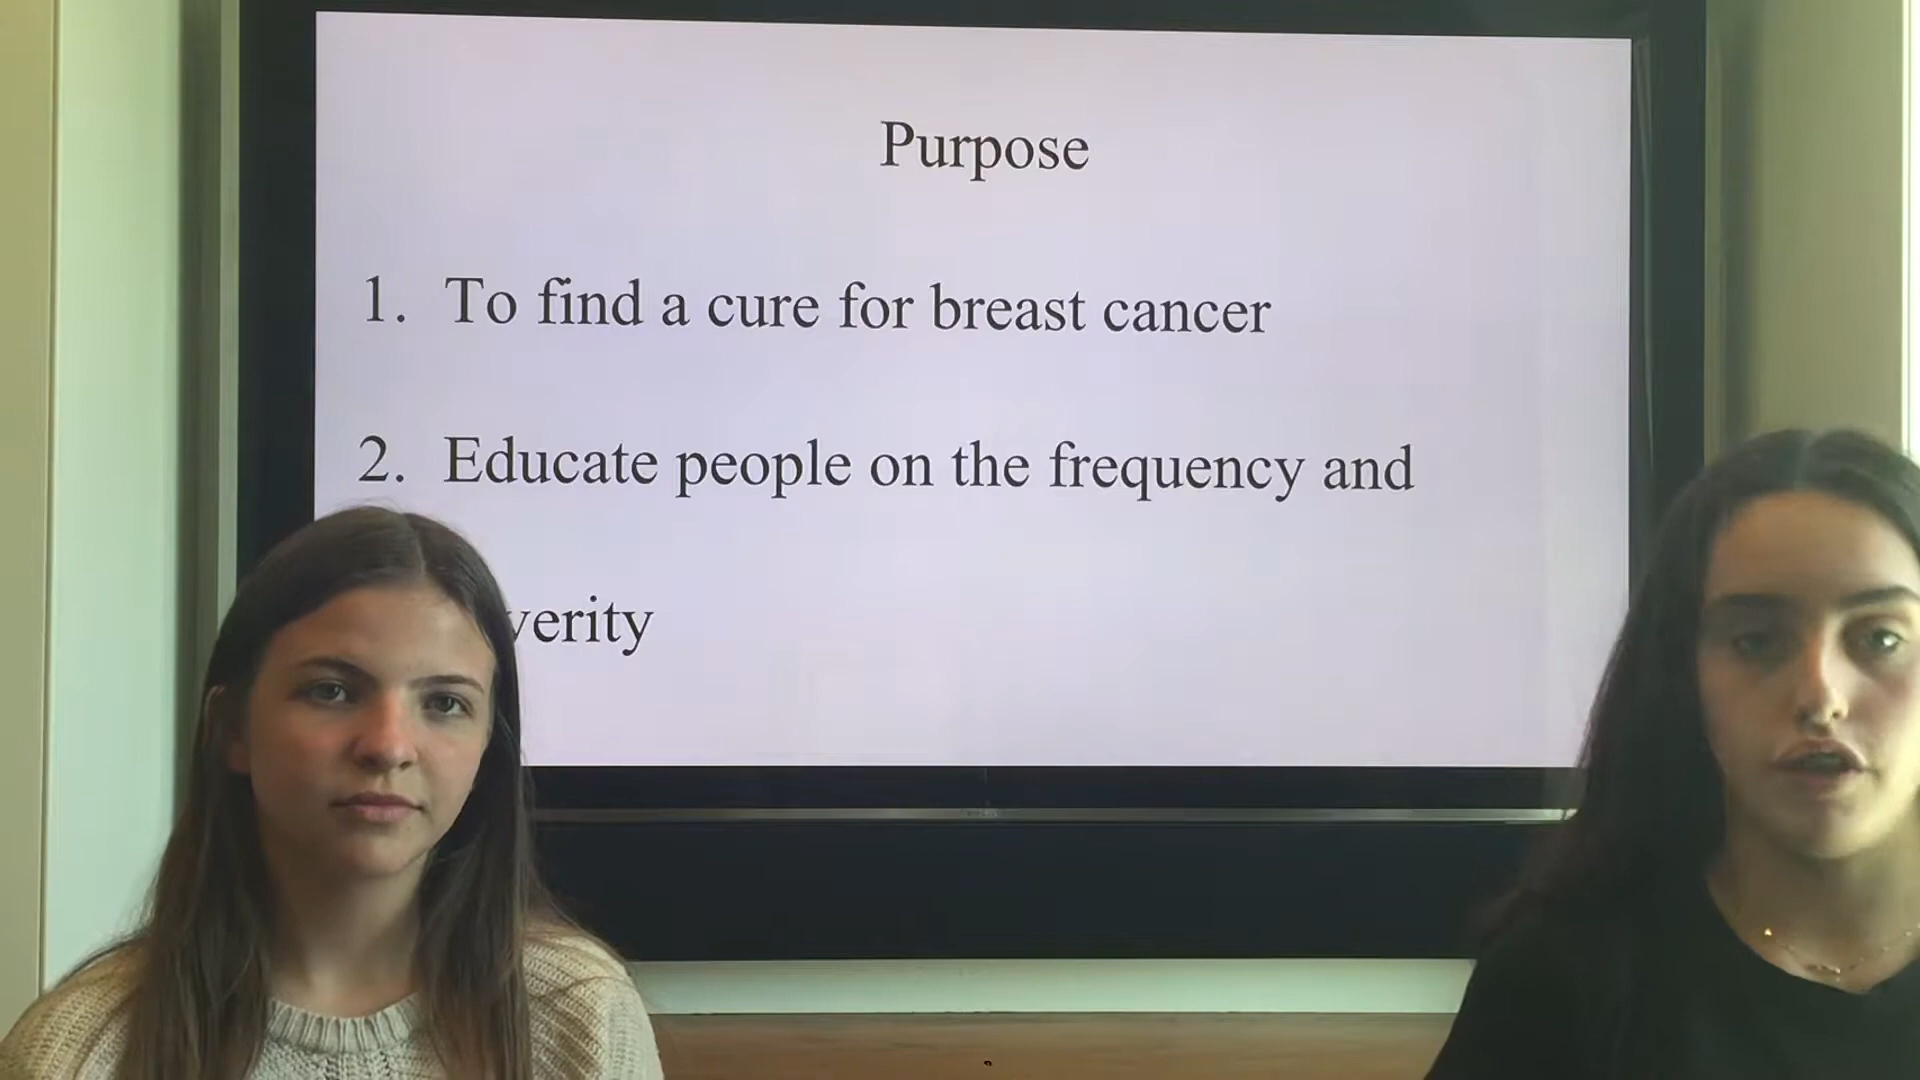 Purpose
1. To find a cure for breast cancer
2. Educate people on the frequency and
verity